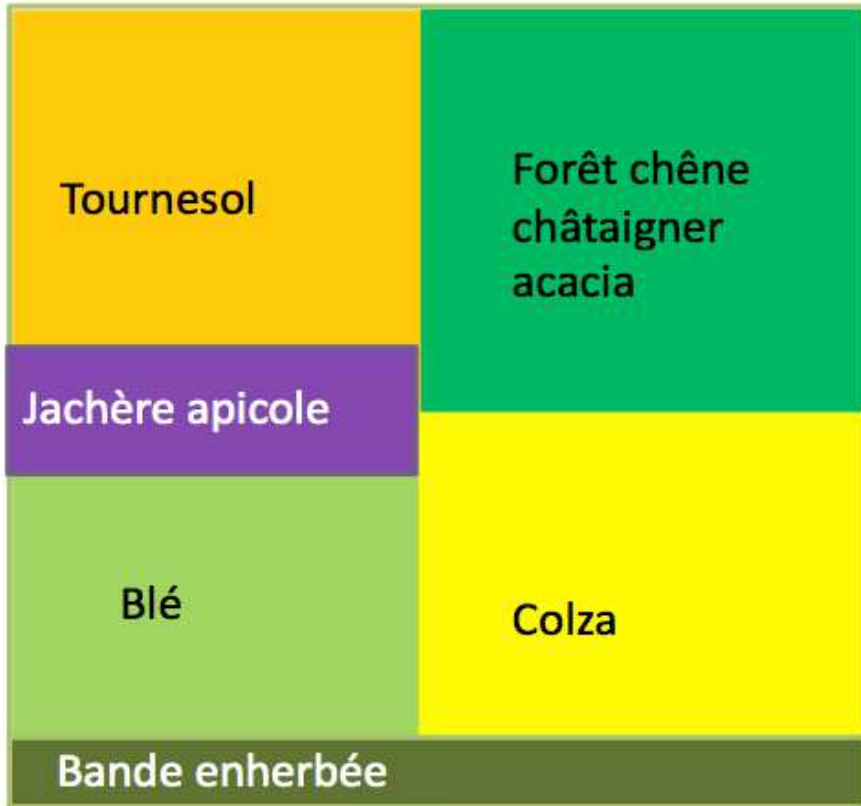 Tournesol
Forêt chêne
châtaigner
acacia
Jachère apicole
Blé
Colza
Bande enherbée